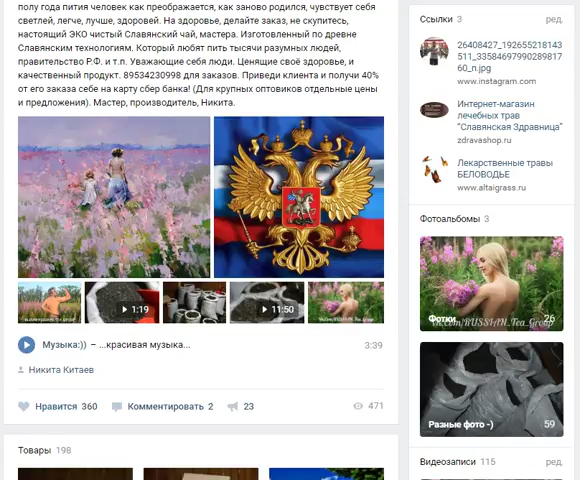 полу года пития человек как преображается, как заново родился, чувствует себя
светлей, легче, лучше, здоровей. На здоровье, делайте заказ, не скупитесь,
настоящий ЭКО чистый Славянский чай, мастера. Изготовленный по древне
Славянским технологиям. Который любят пить тысячи разумных людей,
правительство Р.Ф. и т.п. Уважающие себя люди. Ценящие своё здоровье, и
качественный продукт. 89534230998 для заказов. Приведи клиента и получи 40%
от его заказа себе на карту сбер банка! (Для крупных оптовиков отдельные цены
и предложения). Мастер, производитель, Никита.
1:19
11:50
Музыка:)) – ...красивая музыка...
3:39
Никита Китаев
Нравится 360
Комментировать 2
23
471
Товары 198
Ссылки 3
ред.
26408427_192655218143
511_33584697990289817
60_n.jpg
www.instagram.com
Интернет-магазин
лечебных трав
"Славянская Здравница"
zdravashop.ru
Лекарственные травы
БЕЛОВОДЬЕ
www.altaigrass.ru
Фотоальбомы 3
Фотки
26
vk.com/RUSSIAN_Tea_Group
Разные фото -)
59
Видеозаписи 115
ред.